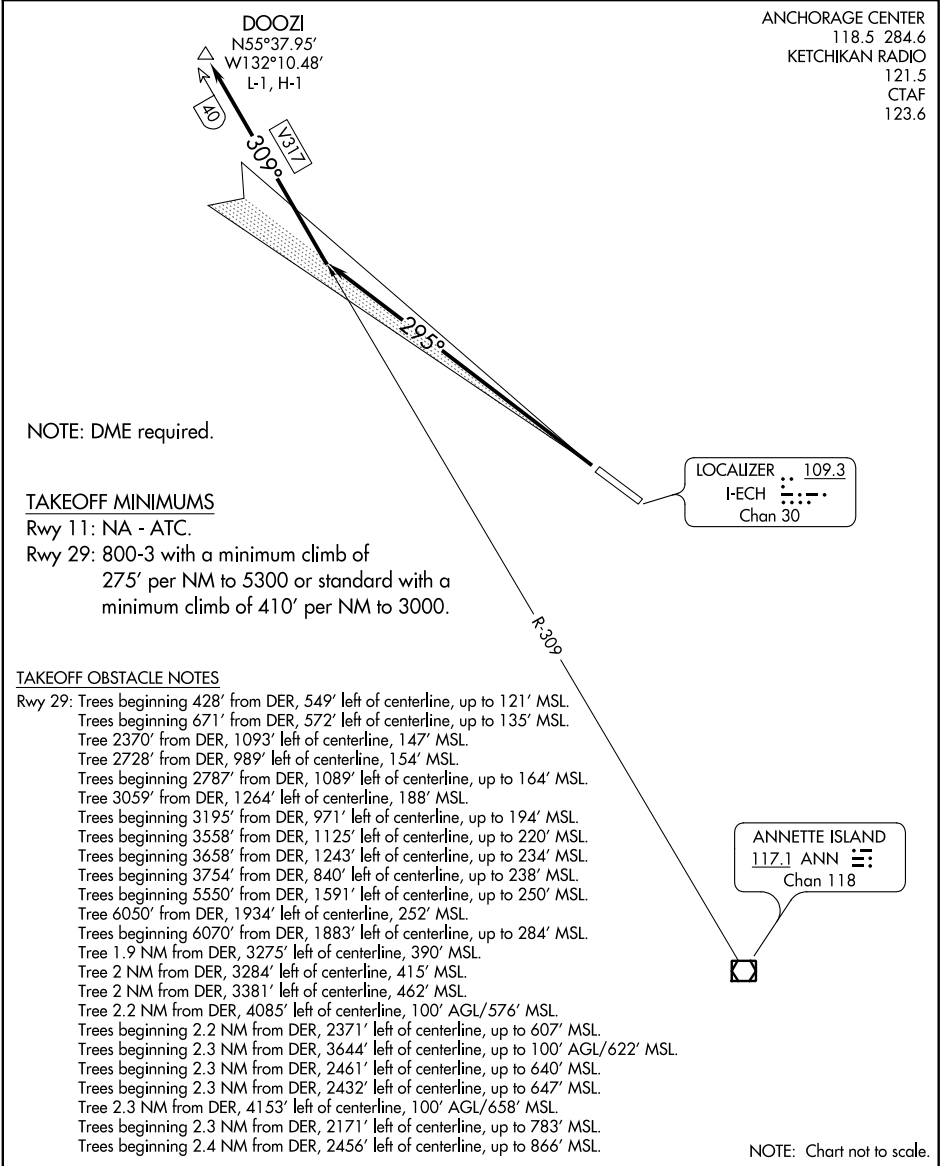 DOOZI
N55°37.95′
W132°10.48′
L-1, H-1
ANCHORAGE CENTER
118.5 284.6
KETCHIKAN RADIO
121.5
CTAF
123.6
40
309°
V317
295°
NOTE: DME required.
LOCALIZER 109.3
I-ECH
Chan 30
TAKEOFF MINIMUMS
Rwy 11: NA - ATC.
Rwy 29: 800-3 with a minimum climb of
275′ per NM to 5300 or standard with a
minimum climb of 410′ per NM to 3000.
R-309
TAKEOFF OBSTACLE NOTES
Rwy 29: Trees beginning 428′ from DER, 549′ left of centerline, up to 121′ MSL.
Trees beginning 671′ from DER, 572′ left of centerline, up to 135′ MSL.
Tree 2370′ from DER, 1093′ left of centerline, 147′ MSL.
Tree 2728′ from DER, 989′ left of centerline, 154′ MSL.
Trees beginning 2787′ from DER, 1089′ left of centerline, up to 164′ MSL.
Tree 3059′ from DER, 1264′ left of centerline, 188′ MSL.
Trees beginning 3195′ from DER, 971′ left of centerline, up to 194′ MSL.
Trees beginning 3558′ from DER, 1125′ left of centerline, up to 220′ MSL.
Trees beginning 3658′ from DER, 1243′ left of centerline, up to 234′ MSL.
Trees beginning 3754′ from DER, 840′ left of centerline, up to 238′ MSL.
Trees beginning 5550′ from DER, 1591′ left of centerline, up to 250′ MSL.
Tree 6050′ from DER, 1934′ left of centerline, 252′ MSL.
Trees beginning 6070′ from DER, 1883′ left of centerline, up to 284′ MSL.
Tree 1.9 NM from DER, 3275′ left of centerline, 390′ MSL.
Tree 2 NM from DER, 3284′ left of centerline, 415′ MSL.
Tree 2 NM from DER, 3381′ left of centerline, 462′ MSL.
Tree 2.2 NM from DER, 4085′ left of centerline, 100′ AGL/576′ MSL.
Trees beginning 2.2 NM from DER, 2371′ left of centerline, up to 607′ MSL.
Trees beginning 2.3 NM from DER, 3644′ left of centerline, up to 100′ AGL/622′ MSL.
Trees beginning 2.3 NM from DER, 2461′ left of centerline, up to 640′ MSL.
Trees beginning 2.3 NM from DER, 2432′ left of centerline, up to 647′ MSL.
Tree 2.3 NM from DER, 4153′ left of centerline, 100′ AGL/658′ MSL.
Trees beginning 2.3 NM from DER, 2171′ left of centerline, up to 783′ MSL.
Trees beginning 2.4 NM from DER, 2456′ left of centerline, up to 866′ MSL.
ANNETTE ISLAND
117.1 ANN
Chan 118
NOTE: Chart not to scale.